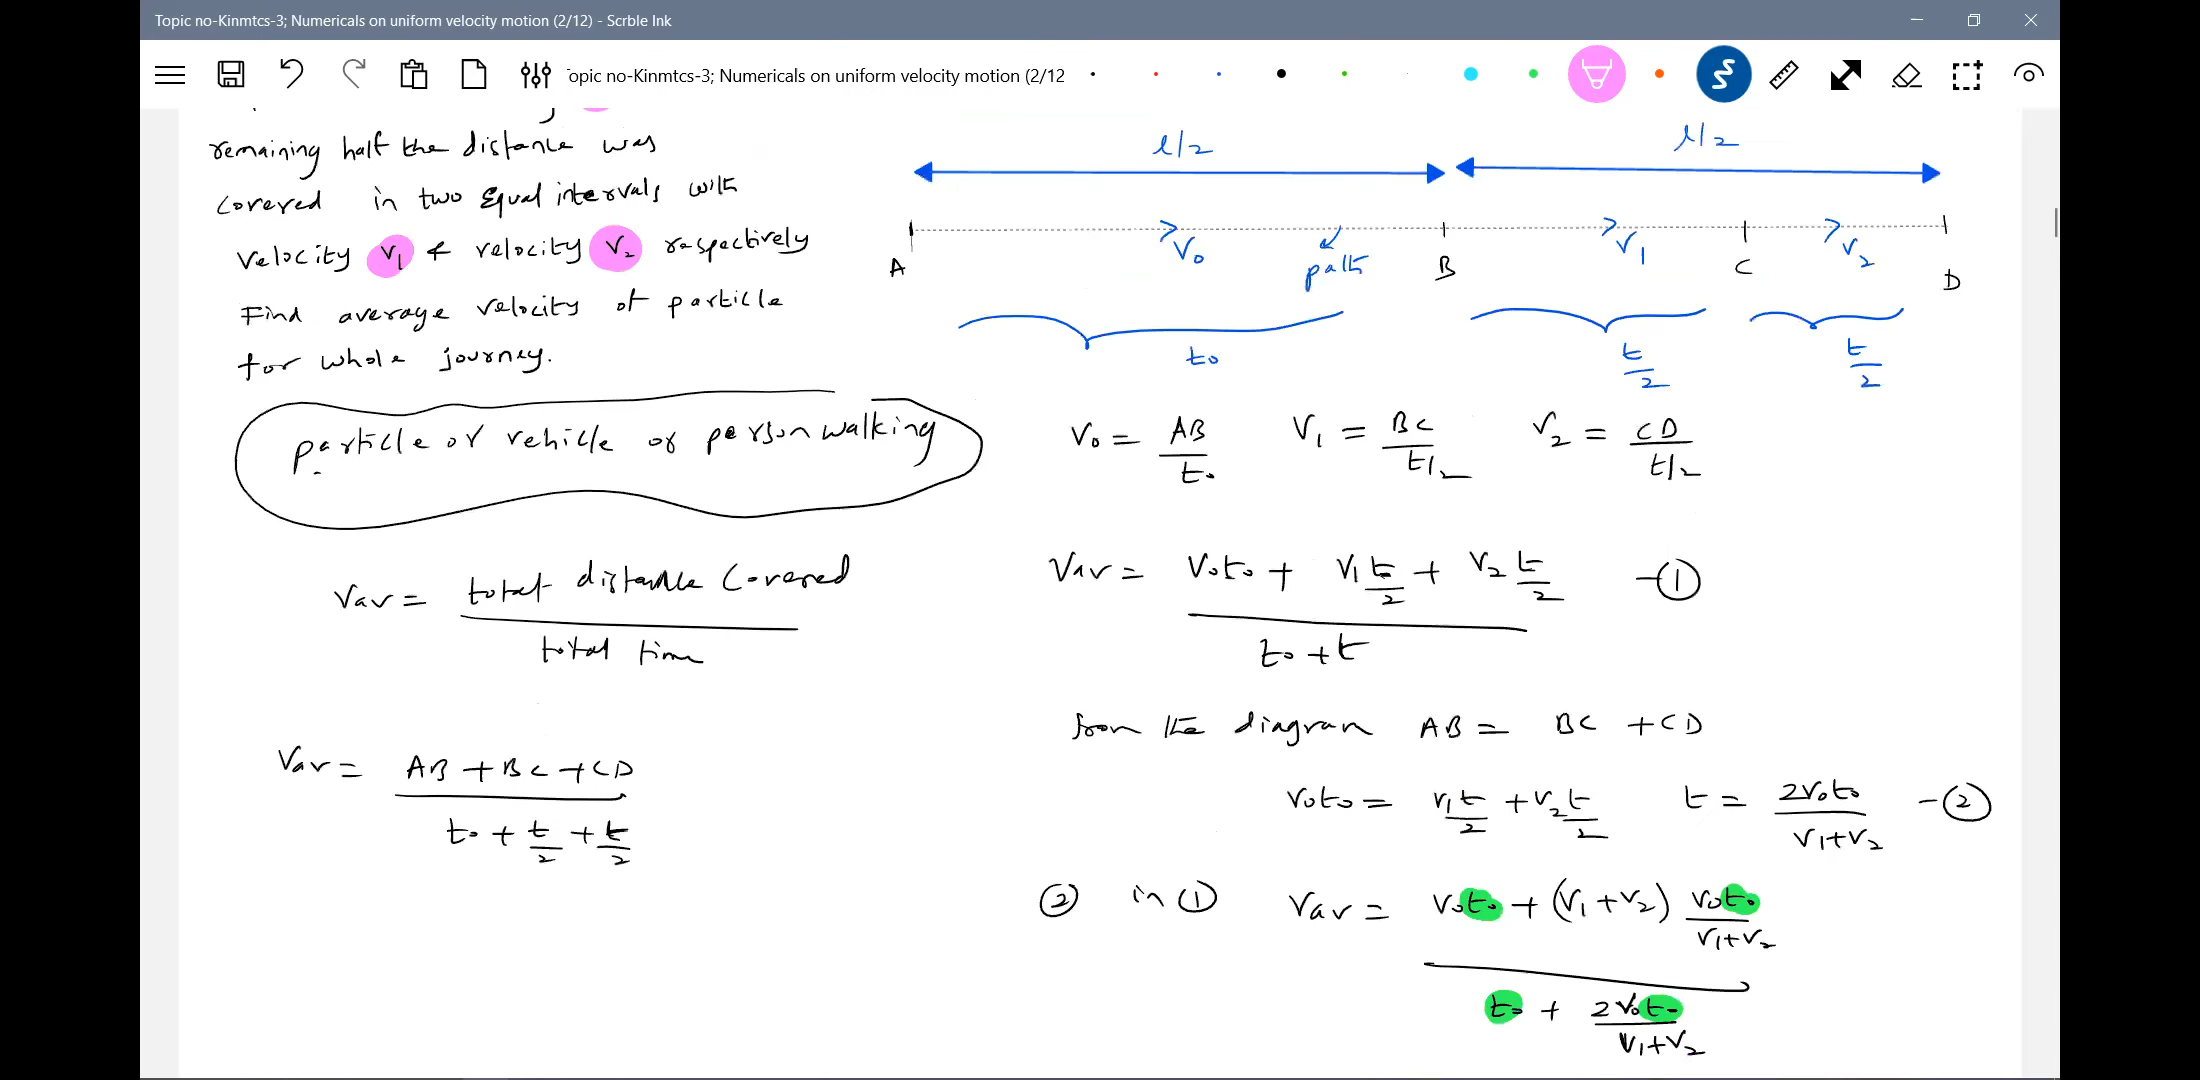 Topic no-Kinmtcs-3; Numericals on uniform velocity motion (2/12) - Scrble Ink
opic no-Kinmtcs-3; Numericals on uniform velocity motion (2/12
remaining half the distance was
covered in two equal intervals with
velocity V₁ & velocity V₂ respectively
Find average velocity of particle
for whole journey.
particle or vehicle or person walking
Vav = total distance covered / total time
Vav = AB + BC + CD / t₀ + t/2 + t/2
l/2 l/2
V₀ path V₁ V₂
A B C D
t₀ t/2 t/2
V₀ = AB/t₀ V₁ = BC/t/2 V₂ = CD/t/2
Vav = V₀t₀ + V₁t/2 + V₂t/2 / t₀ + t -①
from the diagram AB = BC + CD
V₀t₀ = V₁t/2 + V₂t/2 t = 2V₀t₀ / V₁+V₂ -②
② in ① Vav = V₀t₀ + (V₁+V₂) V₀t₀/V₁+V₂ / t₀ + 2V₀t₀/V₁+V₂